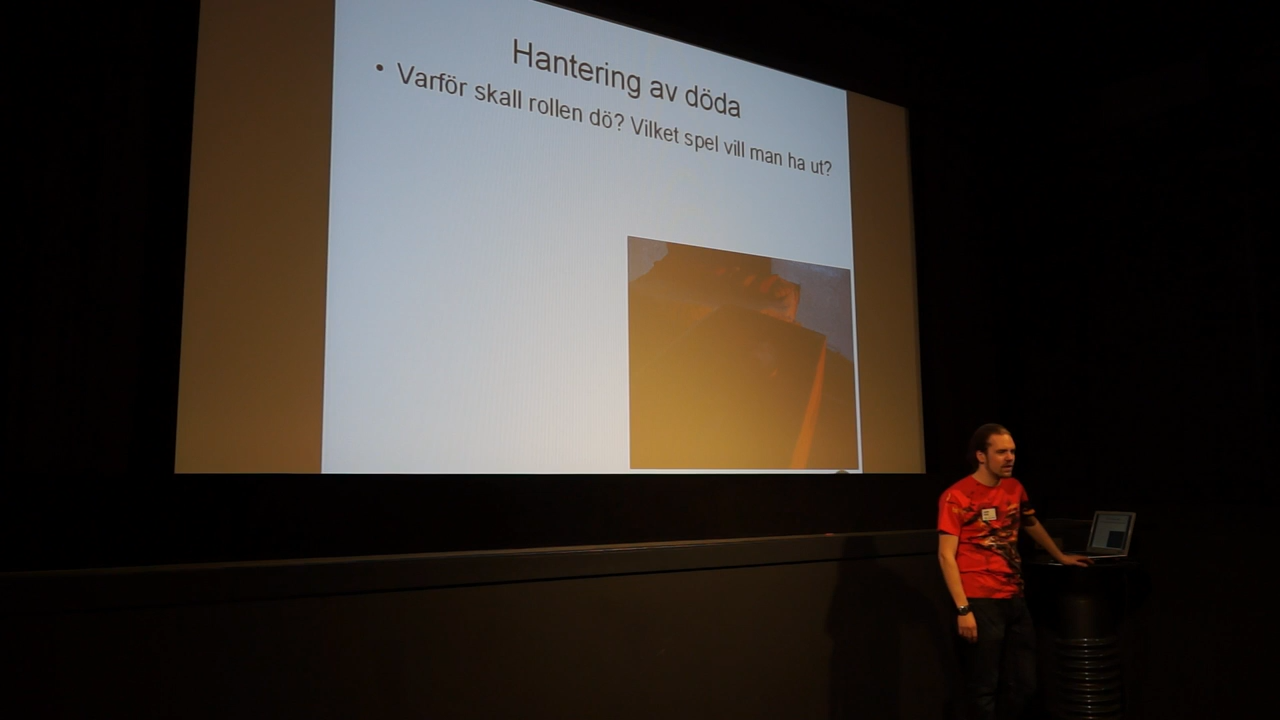 Hantering av döda
• Varför skall rollen dö? Vilket spel vill man ha ut?